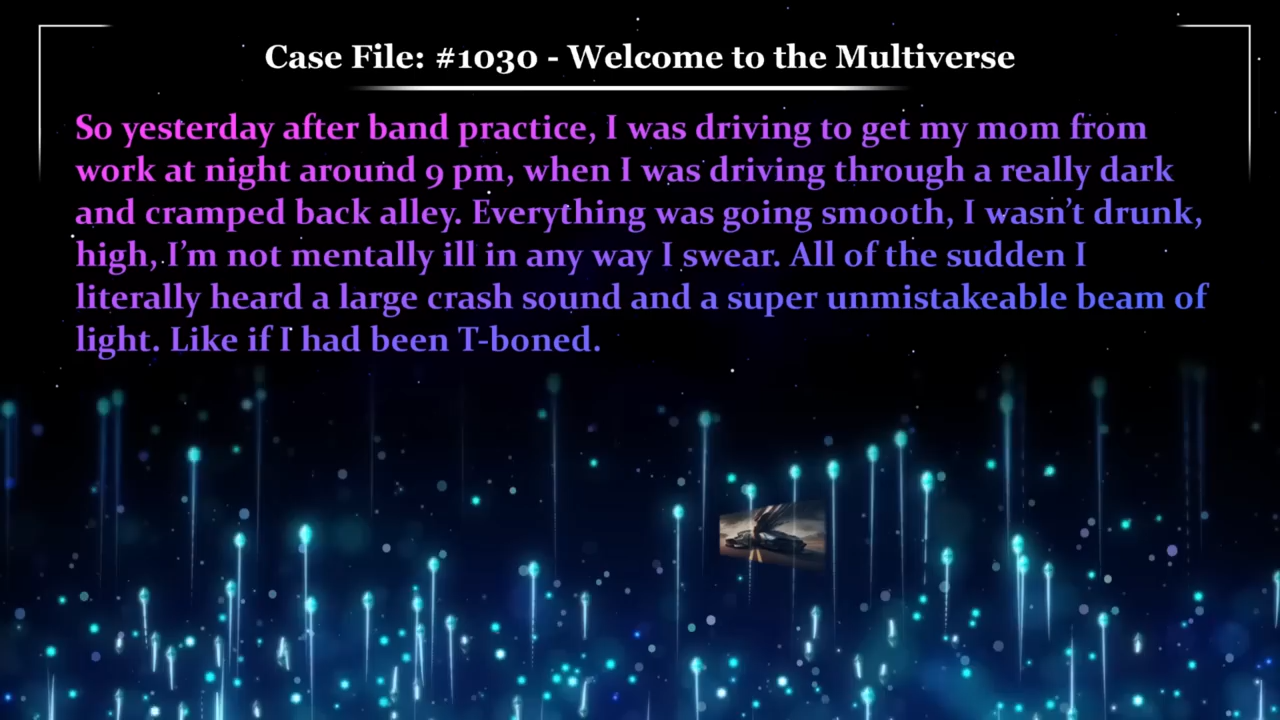 Case File: #1030 - Welcome to the Multiverse
So yesterday after band practice, I was driving to get my mom from
work at night around 9 pm, when I was driving through a really dark
and cramped back alley. Everything was going smooth, I wasn’t drunk,
high, I’m not mentally ill in any way I swear. All of the sudden I
literally heard a large crash sound and a super unmistakeable beam of
light. Like if I had been T-boned.